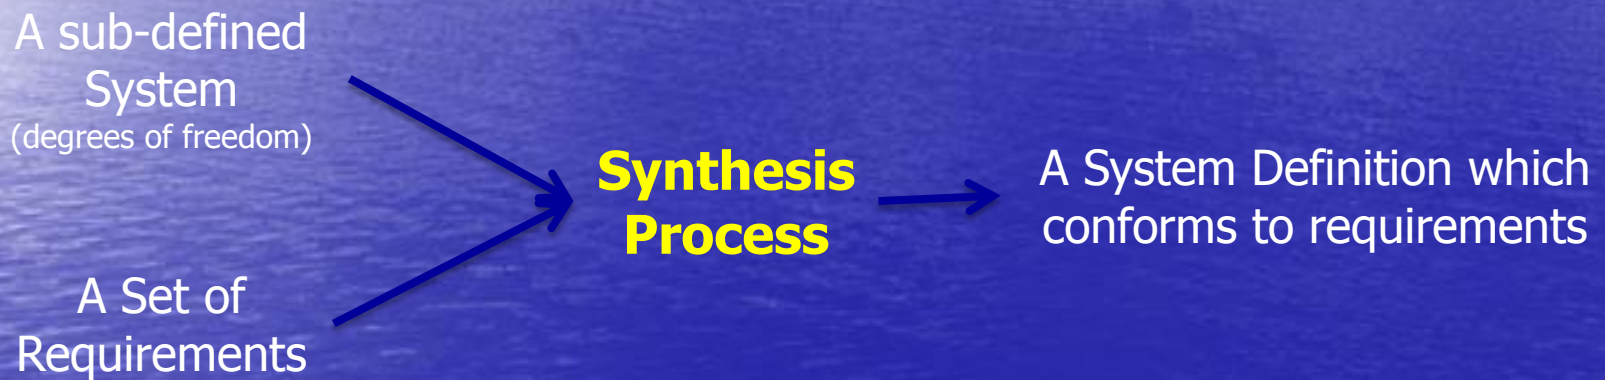 A sub-defined
System
(degrees of freedom)
A Set of
Requirements
Synthesis
Process
A System Definition which
conforms to requirements